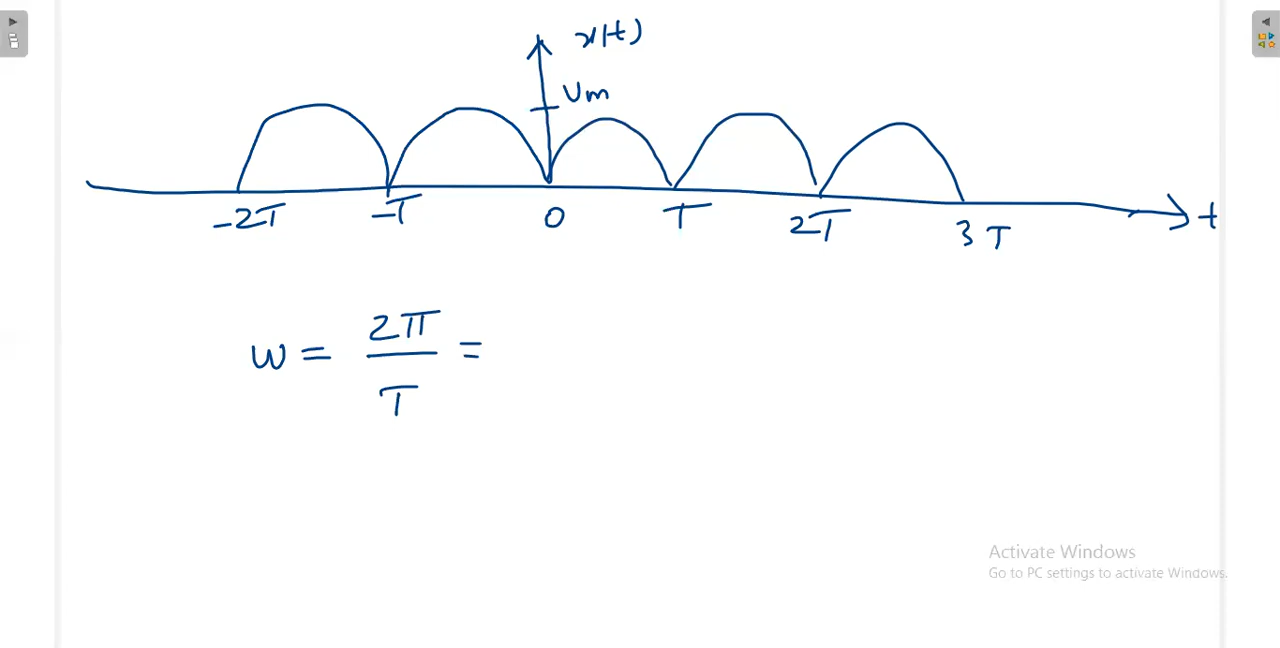 x(t)
Vm
-2T -T 0 T 2T 3T t
w = 2π/T =
Activate Windows
Go to PC settings to activate Windows.